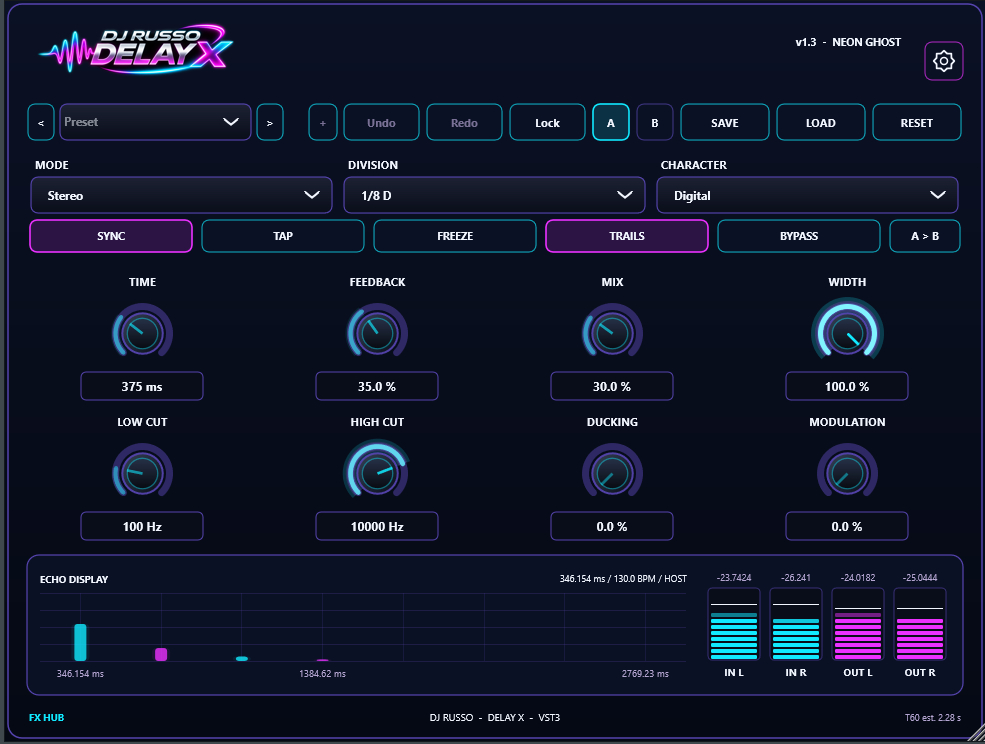 DJ RUSSO
DELAY X
v1.3 - NEON GHOST
< Preset > + Undo Redo Lock A B SAVE LOAD RESET
MODE DIVISION CHARACTER
Stereo 1/8 D Digital
SYNC TAP FREEZE TRAILS BYPASS A > B
TIME FEEDBACK MIX WIDTH
375 ms 35.0 % 30.0 % 100.0 %
LOW CUT HIGH CUT DUCKING MODULATION
100 Hz 10000 Hz 0.0 % 0.0 %
ECHO DISPLAY 346.154 ms / 130.0 BPM / HOST -23.7424 -26.241 -24.0182 -25.0444
346.154 ms 1384.62 ms 2769.23 ms IN L IN R OUT L OUT R
FX HUB DJ RUSSO - DELAY X - VST3 T60 est. 2.28 s